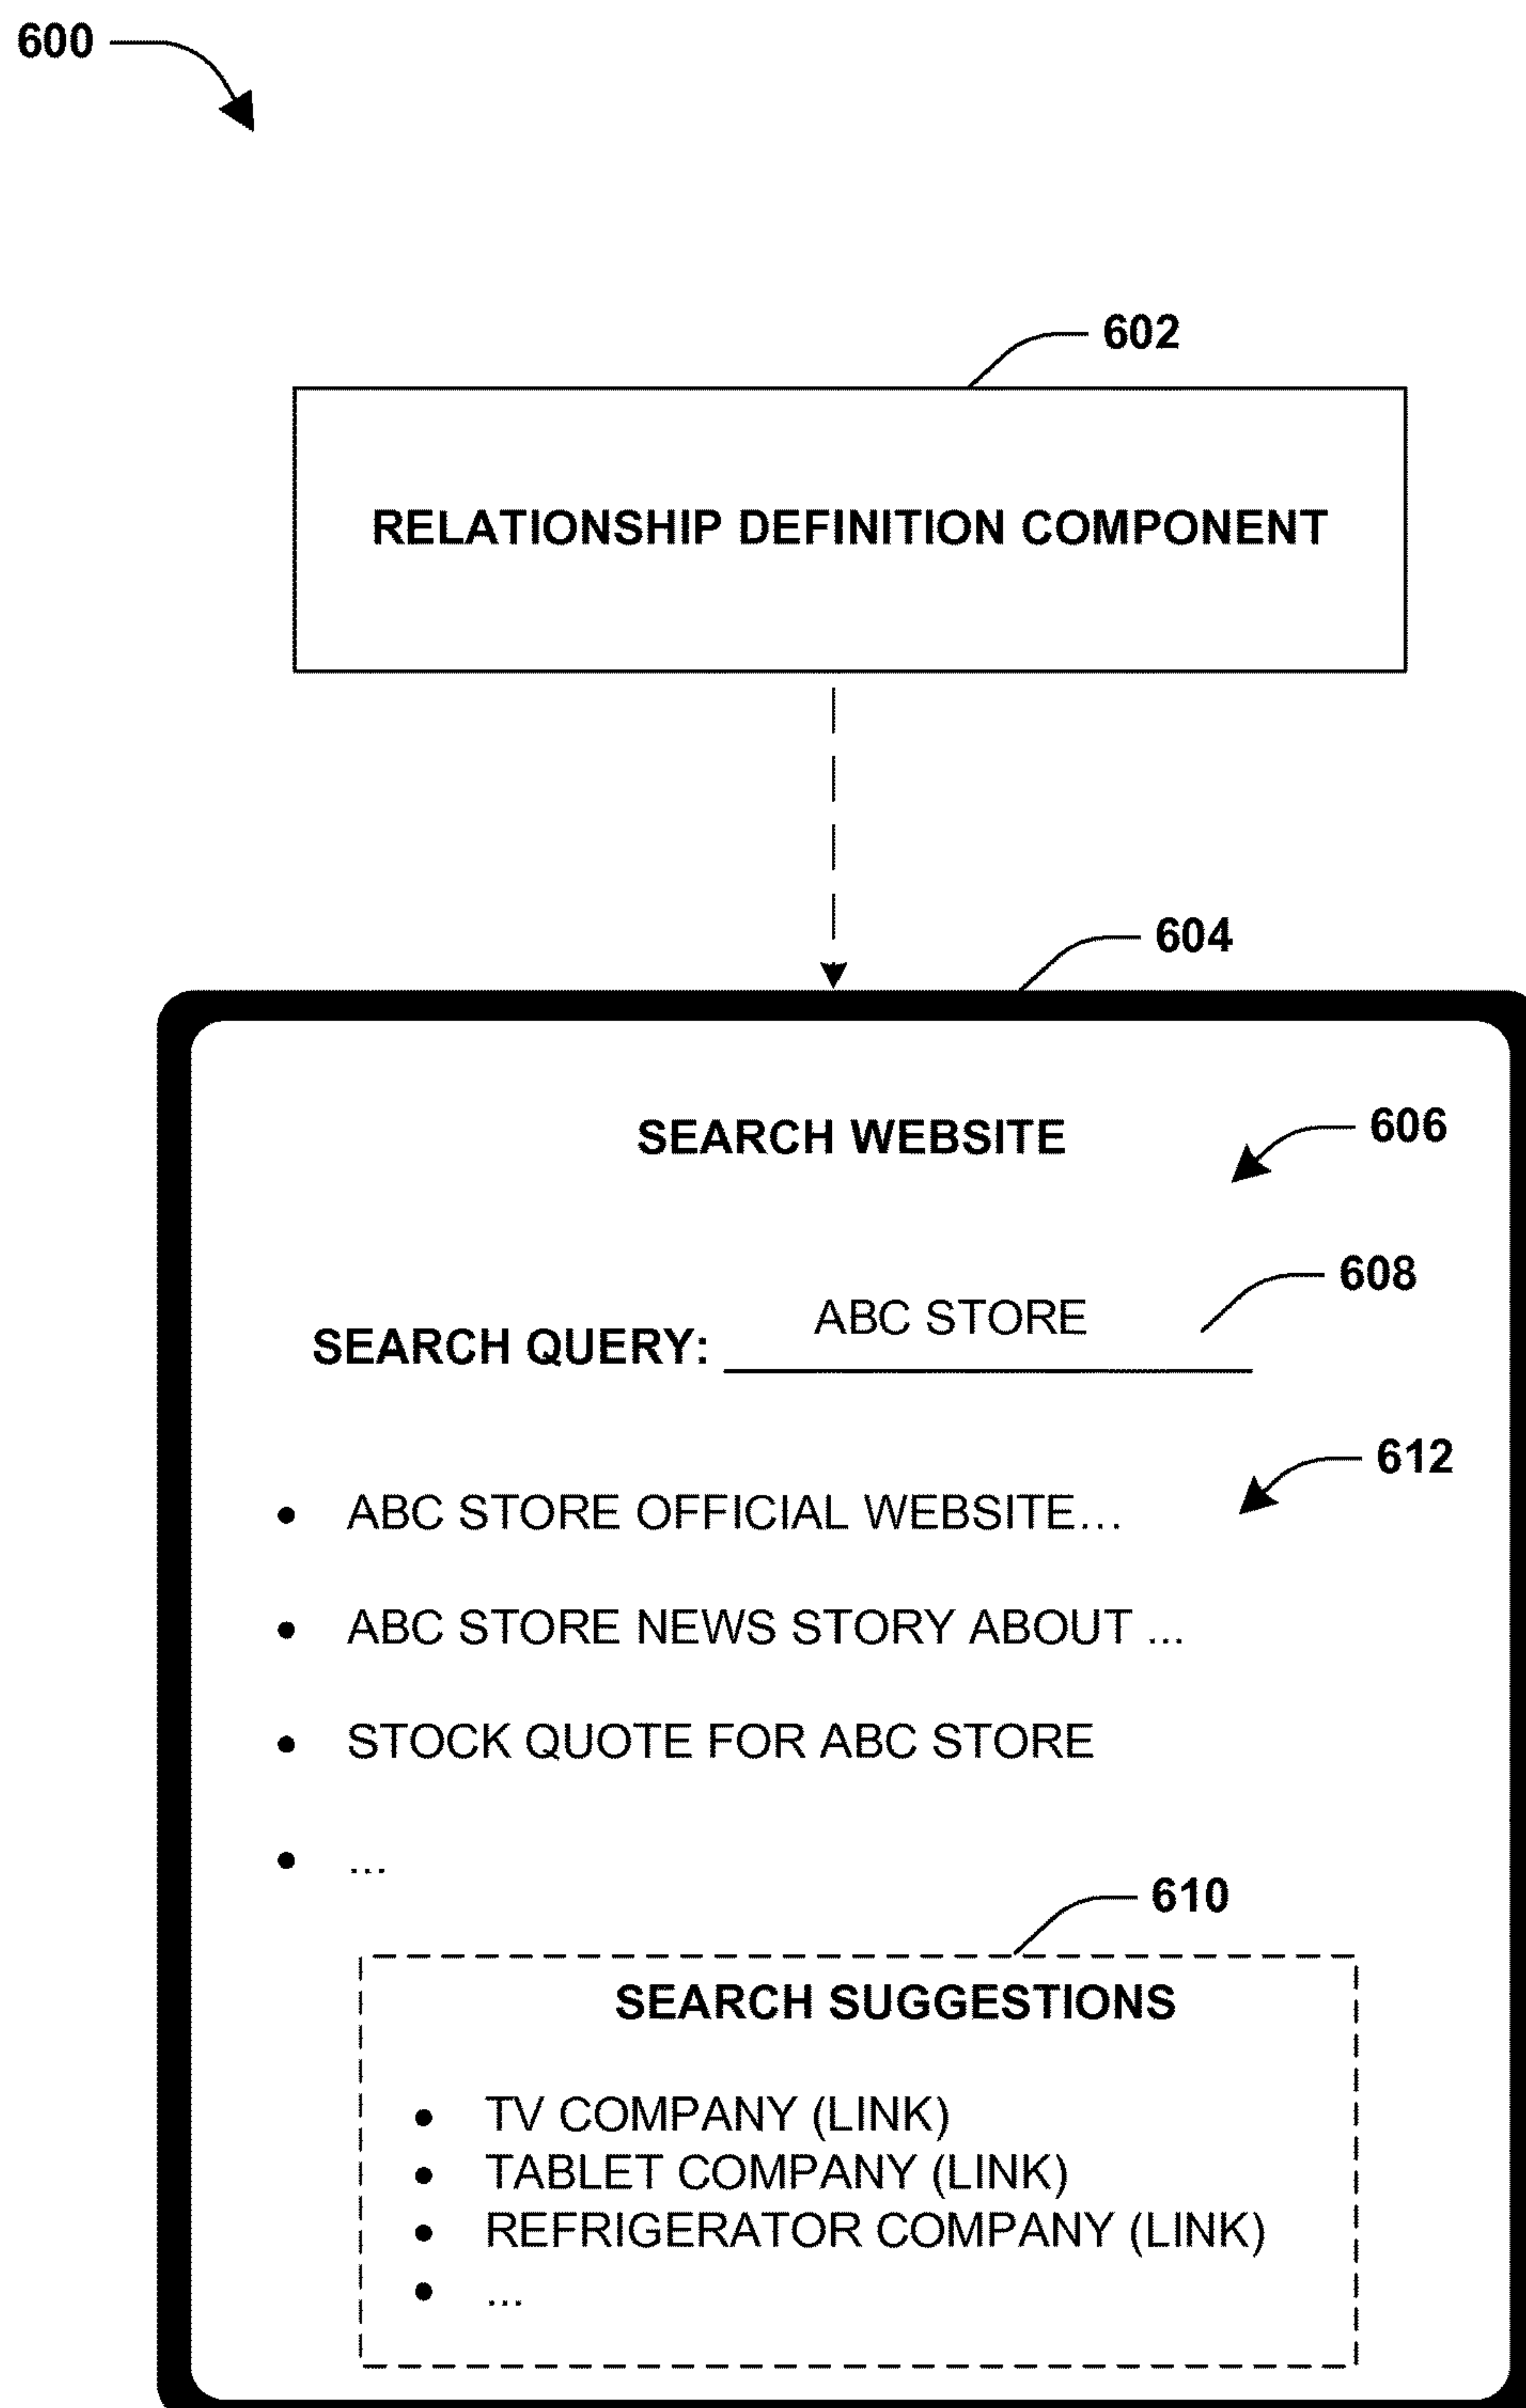 600
602
RELATIONSHIP DEFINITION COMPONENT
604
SEARCH WEBSITE
606
608
SEARCH QUERY: ABC STORE
612
• ABC STORE OFFICIAL WEBSITE...
• ABC STORE NEWS STORY ABOUT ...
• STOCK QUOTE FOR ABC STORE
• ...
610
SEARCH SUGGESTIONS
• TV COMPANY (LINK)
• TABLET COMPANY (LINK)
• REFRIGERATOR COMPANY (LINK)
• ...